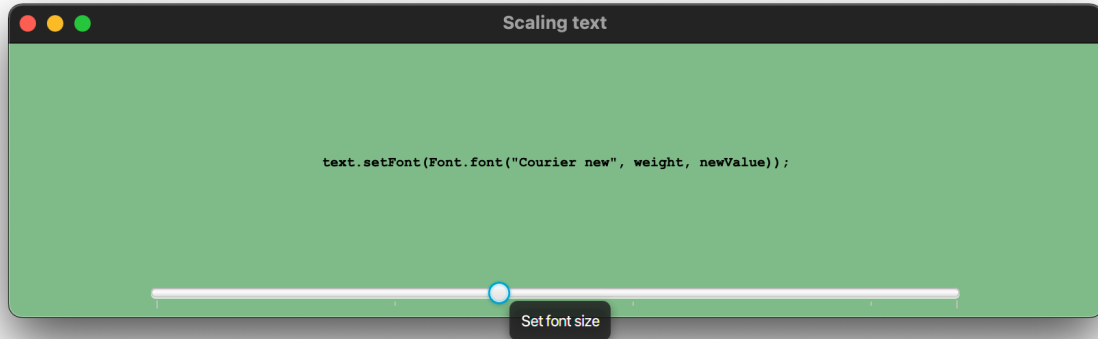 Scaling text
text.setFont(Font.font("Courier new", weight, newValue));
Set font size